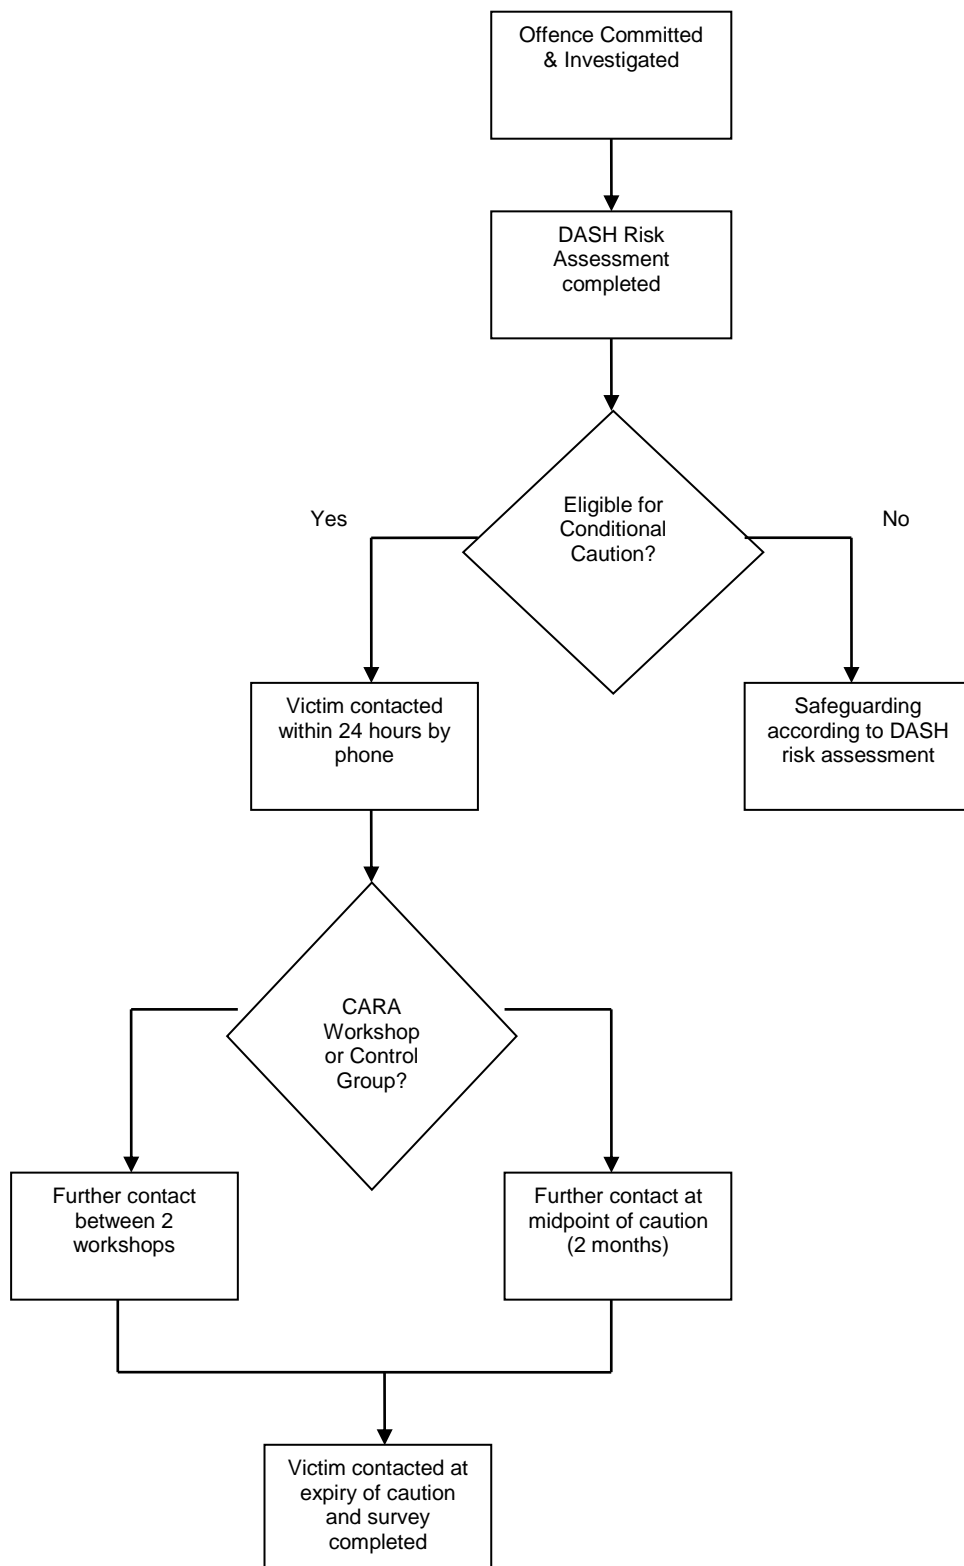 Offence Committed
& Investigated
DASH Risk
Assessment
completed
Eligible for
Conditional
Caution?
Yes
No
Victim contacted
within 24 hours by
phone
Safeguarding
according to DASH
risk assessment
CARA
Workshop
or Control
Group?
Further contact
between 2
workshops
Further contact at
midpoint of caution
(2 months)
Victim contacted at
expiry of caution
and survey
completed